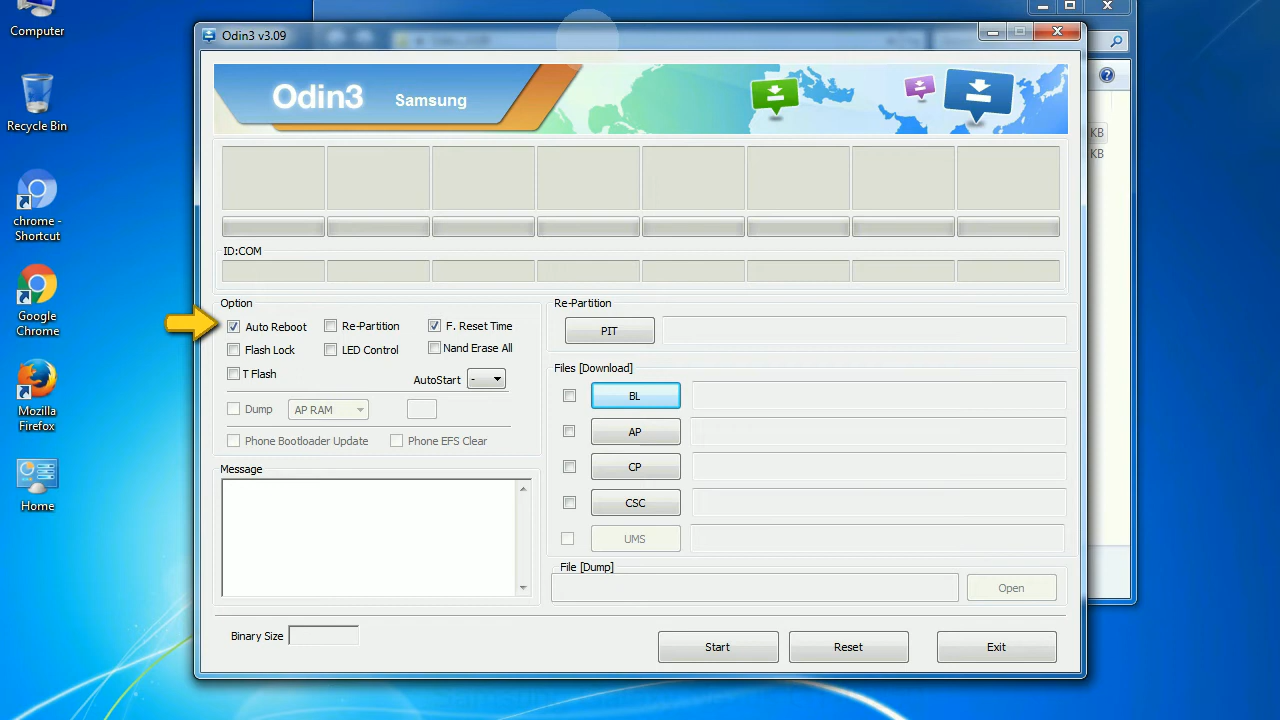 Computer
Recycle Bin
chrome -
Shortcut
Google
Chrome
Mozilla
Firefox
Home
Odin3 v3.09
Odin3 Samsung
KB
KB
ID:COM
Option
Auto Reboot Re-Partition F. Reset Time
Flash Lock LED Control Nand Erase All
T Flash AutoStart -
Dump AP RAM
Phone Bootloader Update Phone EFS Clear
Message
Re-Partition
PIT
Files [Download]
BL
AP
CP
CSC
UMS
File [Dump]
Open
Binary Size
Start Reset Exit